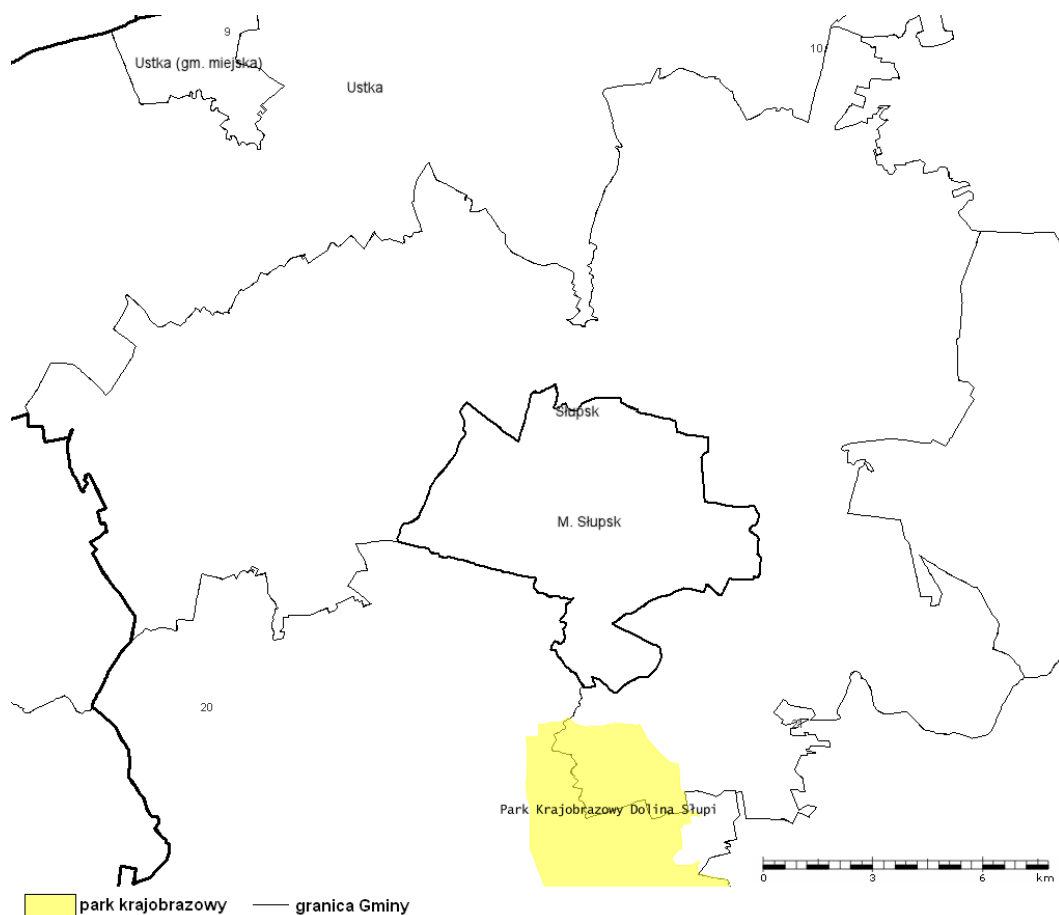 9
10
Ustka (gm. miejska)
Ustka
Słupsk
M. Słupsk
20
Park Krajobrazowy Dolina Słupi
0 3 6 km
park krajobrazowy
granica Gminy